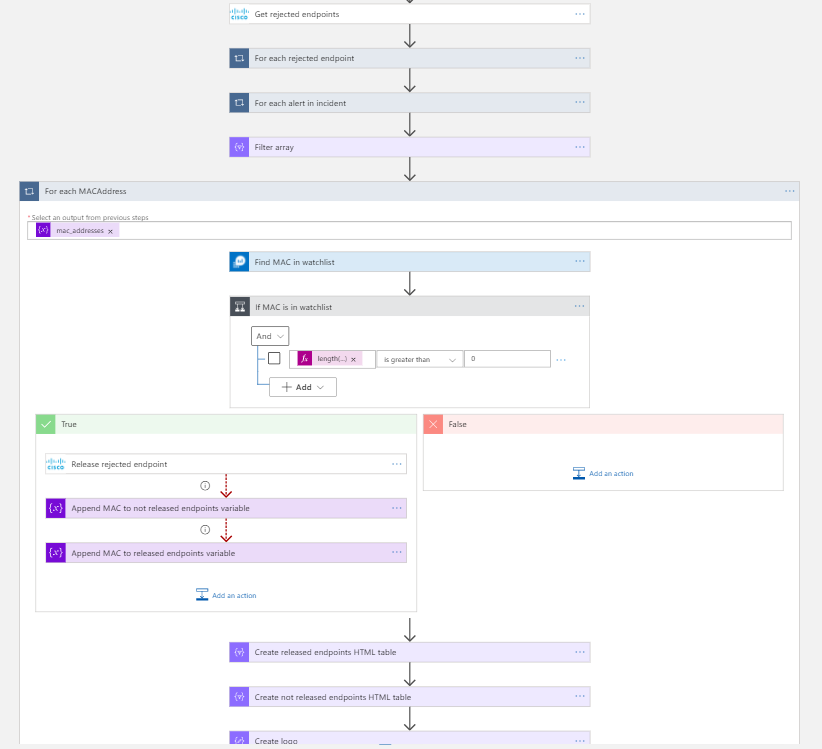 CISCO
Get rejected endpoints
For each rejected endpoint
For each alert in incident
Filter array
For each MACAddress
* Select an output from previous steps
{x} mac_addresses x
Find MAC in watchlist
If MAC is in watchlist
And
fx length(...) x is greater than 0
Add
True
False
CISCO Release rejected endpoint
Add an action
{x} Append MAC to not released endpoints variable
{x} Append MAC to released endpoints variable
Add an action
Create released endpoints HTML table
Create not released endpoints HTML table
Create logo